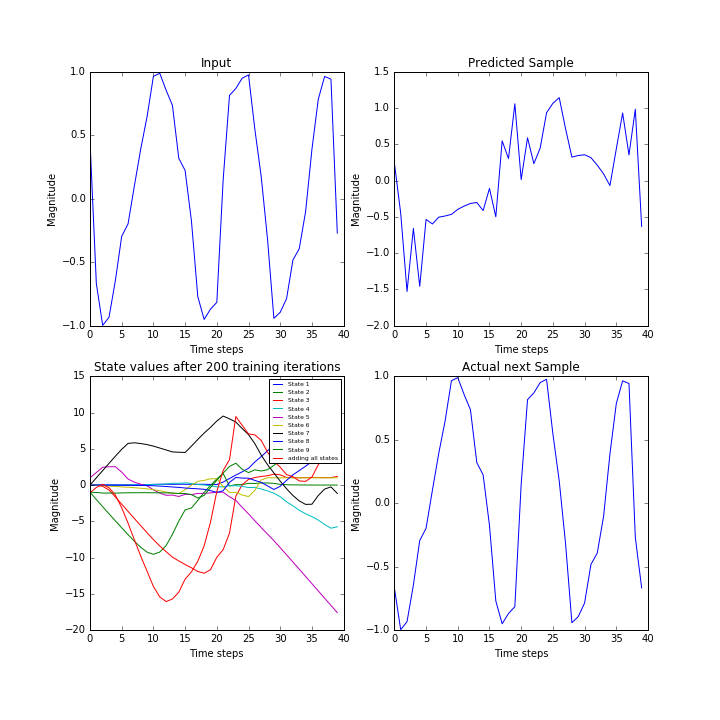 Input
Magnitude
1.0
0.5
0.0
−0.5
−1.0
0 5 10 15 20 25 30 35 40
Time steps
Predicted Sample
Magnitude
1.5
1.0
0.5
0.0
−0.5
−1.0
−1.5
−2.0
0 5 10 15 20 25 30 35 40
Time steps
State values after 200 training iterations
Magnitude
15
10
5
0
−5
−10
−15
−20
0 5 10 15 20 25 30 35 40
Time steps
State 1
State 2
State 3
State 4
State 5
State 6
State 7
State 8
State 9
adding all states
Actual next Sample
Magnitude
1.0
0.5
0.0
−0.5
−1.0
0 5 10 15 20 25 30 35 40
Time steps